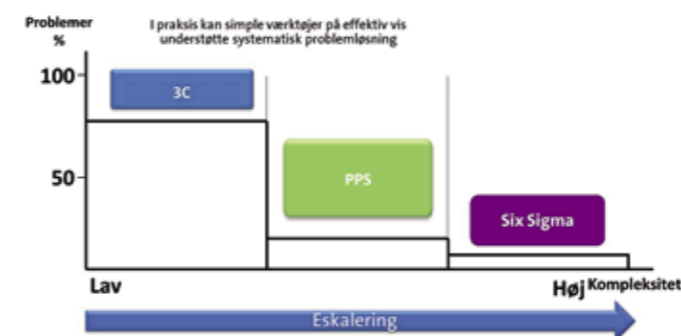 Problemer
%
I praksis kan simple værktøjer på effektiv vis
understøtte systematisk problemløsning
100
3C
50
PPS
Six Sigma
Lav
Høj Kompleksitet
Eskalering